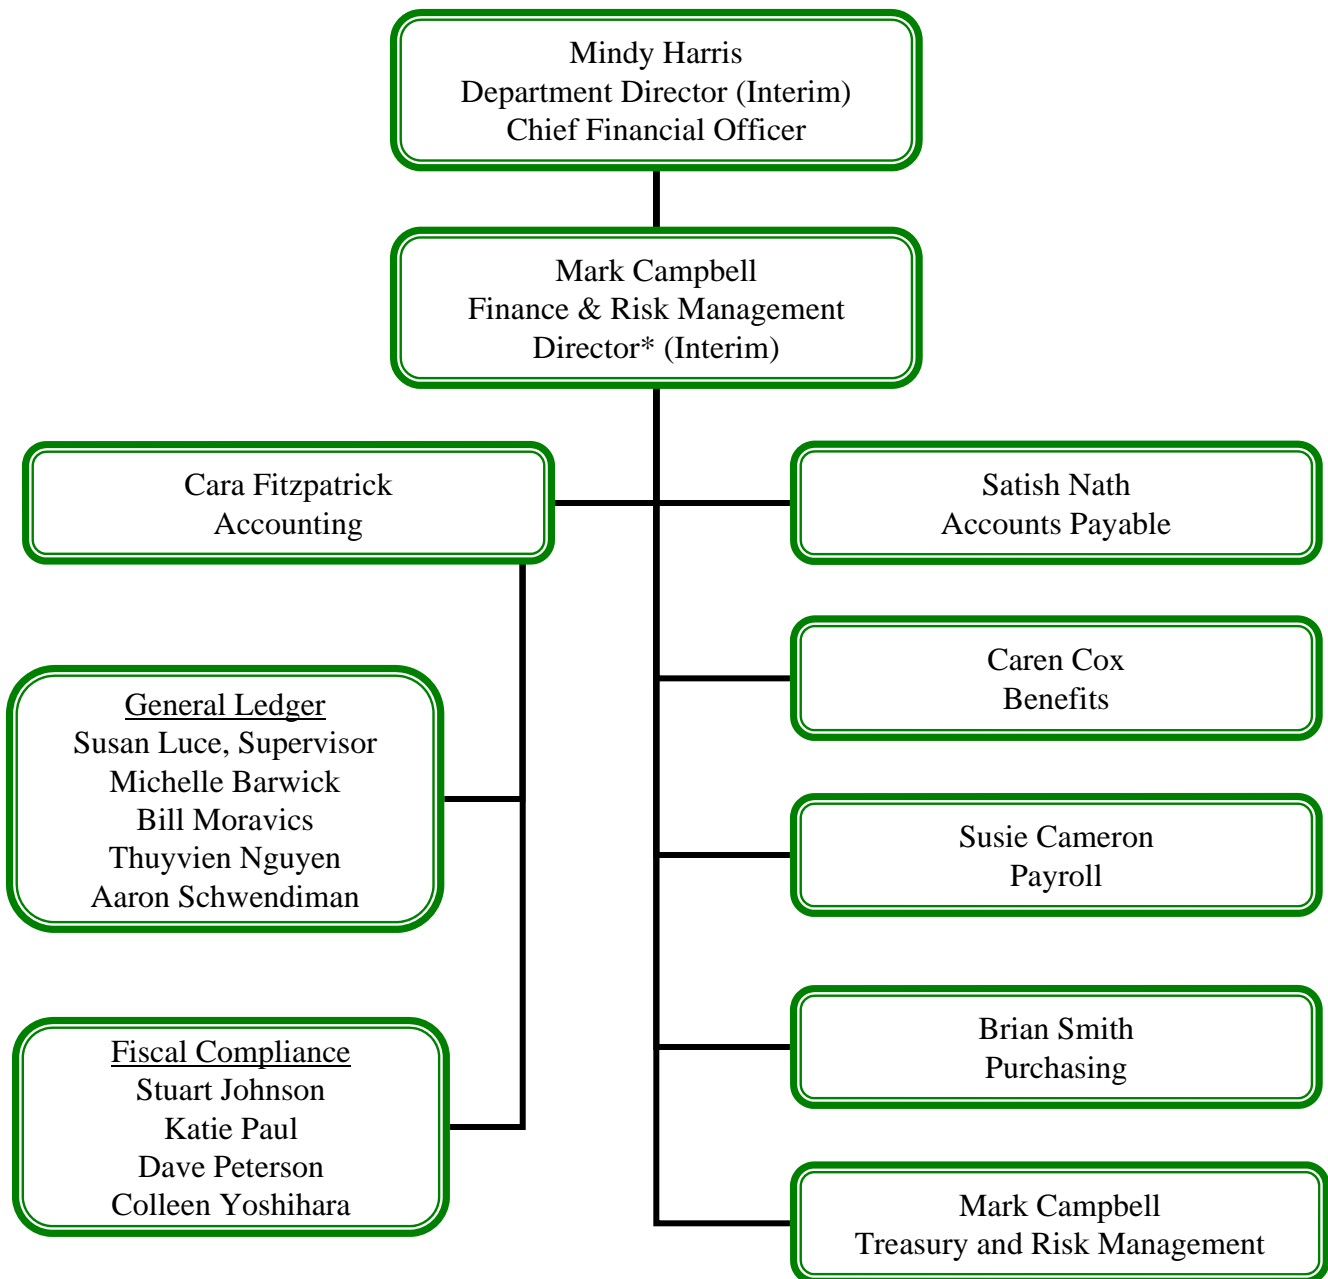 Mindy Harris
Department Director (Interim)
Chief Financial Officer
Mark Campbell
Finance & Risk Management
Director* (Interim)
Cara Fitzpatrick
Accounting
Satish Nath
Accounts Payable
Caren Cox
Benefits
General Ledger
Susan Luce, Supervisor
Michelle Barwick
Bill Moravics
Thuyvien Nguyen
Aaron Schwendiman
Susie Cameron
Payroll
Brian Smith
Purchasing
Fiscal Compliance
Stuart Johnson
Katie Paul
Dave Peterson
Colleen Yoshihara
Mark Campbell
Treasury and Risk Management